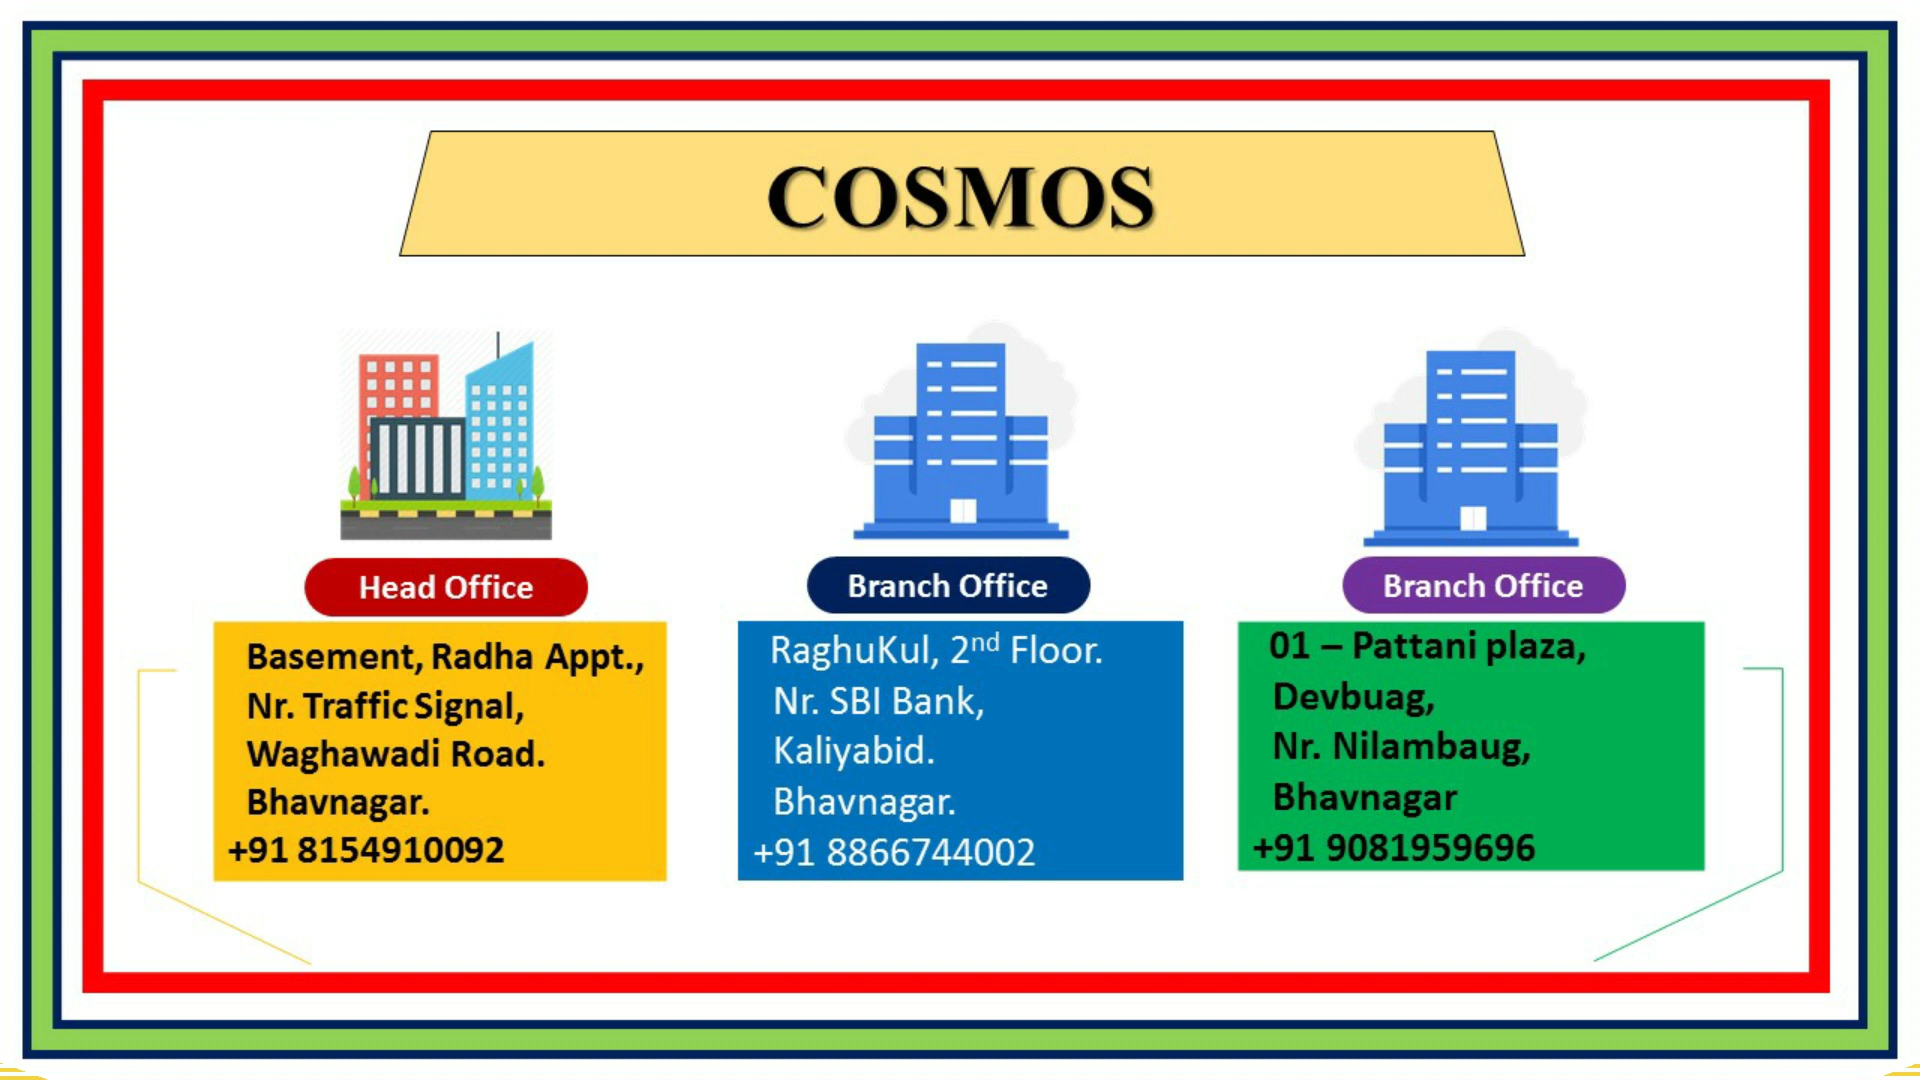 COSMOS
Head Office
Basement, Radha Appt.,
Nr. Traffic Signal,
Waghawadi Road.
Bhavnagar.
+91 8154910092
Branch Office
RaghuKul, 2nd Floor.
Nr. SBI Bank,
Kaliyabid.
Bhavnagar.
+91 8866744002
Branch Office
01 – Pattani plaza,
Devbuag,
Nr. Nilambaug,
Bhavnagar
+91 9081959696